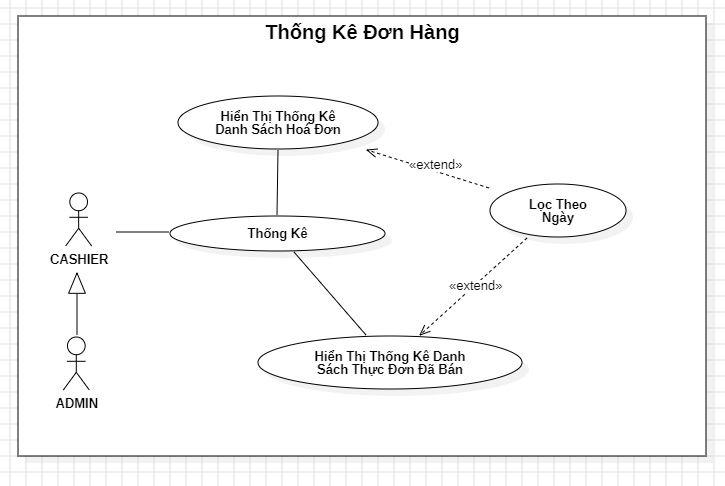 Thống Kê Đơn Hàng
Hiển Thị Thống Kê
Danh Sách Hoá Đơn
«extend»
Lọc Theo
Ngày
Thống Kê
CASHIER
«extend»
Hiển Thị Thống Kê Danh
Sách Thực Đơn Đã Bán
ADMIN